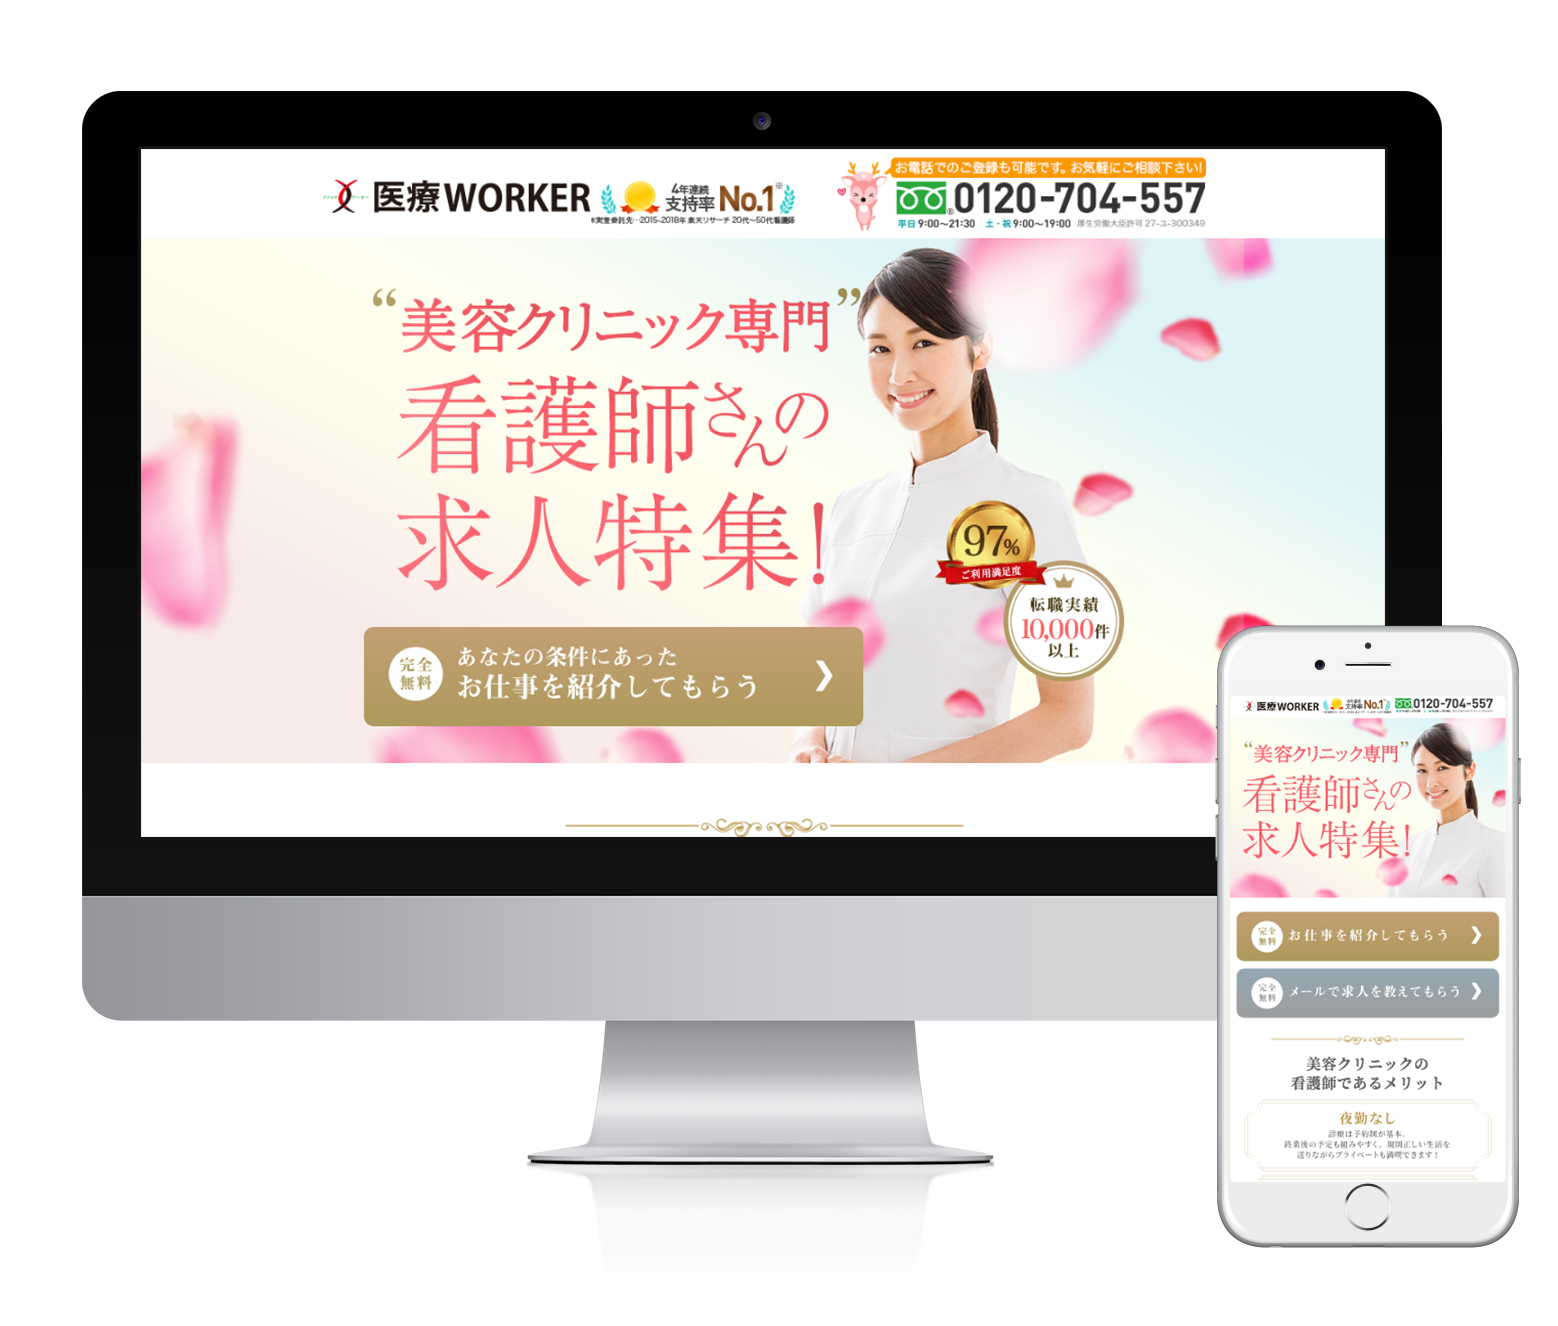 医療WORKER
4年連続
支持率 No.1※
2015-2018年 楽天リサーチ 20代~50代看護師
お電話でのご登録も可能です。お気軽にご相談下さい!
0120-704-557
平日 9:00~21:30 土・祝 9:00~19:00 厚生労働大臣許可 27-ユ-300349
“美容クリニック専門”
看護師さんの
求人特集!
97%
ご利用満足度
転職実績
10,000件
以上
完全
無料
あなたの条件にあった
お仕事を紹介してもらう
医療WORKER
支持率 No.1
0120-704-557
“美容クリニック専門”
看護師さんの
求人特集!
完全
無料
お仕事を紹介してもらう
完全
無料
メールで求人を教えてもらう
美容クリニックの
看護師であるメリット
夜勤なし
診療は予約制が基本。
終業後の予定も組みやすく、規則正しい生活を
送りながらプライベートも満喫できます!